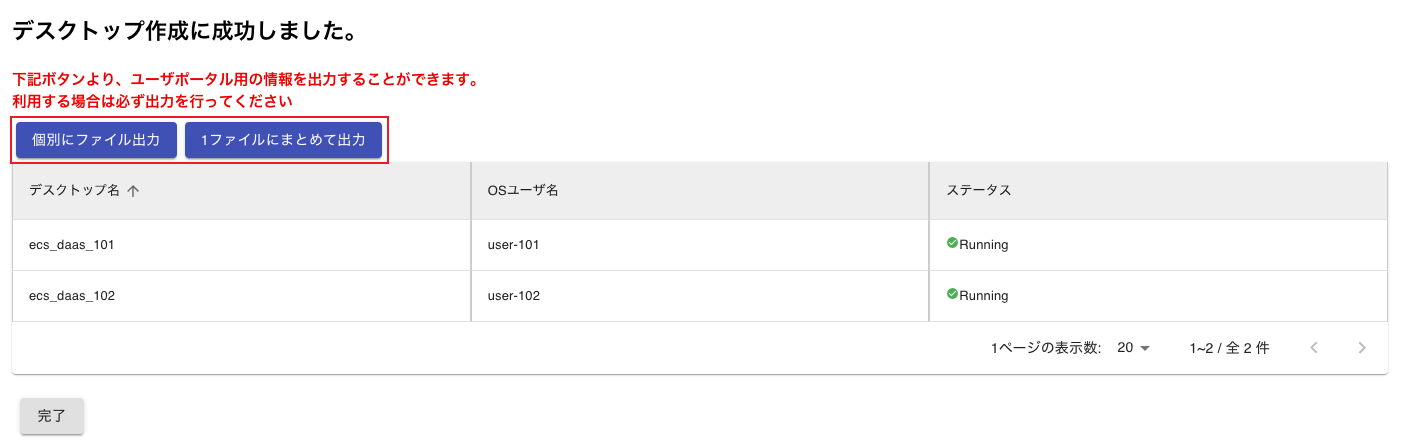 デスクトップ作成に成功しました。
下記ボタンより、ユーザポータル用の情報を出力することができます。
利用する場合は必ず出力を行ってください
個別にファイル出力 1ファイルにまとめて出力
デスクトップ名 OSユーザ名 ステータス
ecs_daas_101 user-101 Running
ecs_daas_102 user-102 Running
1ページの表示数: 20 1~2 / 全 2 件
完了